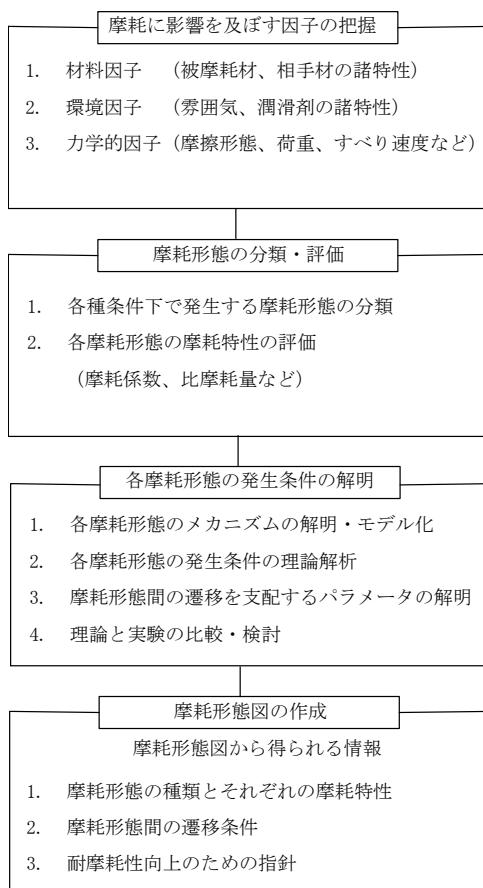 摩耗に影響を及ぼす因子の把握
1. 材料因子 （被摩耗材、相手材の諸特性）
2. 環境因子 （雰囲気、潤滑剤の諸特性）
3. 力学的因子（摩擦形態、荷重、すべり速度など）
摩耗形態の分類・評価
1. 各種条件下で発生する摩耗形態の分類
2. 各摩耗形態の摩耗特性の評価
（摩耗係数、比摩耗量など）
各摩耗形態の発生条件の解明
1. 各摩耗形態のメカニズムの解明・モデル化
2. 各摩耗形態の発生条件の理論解析
3. 摩耗形態間の遷移を支配するパラメータの解明
4. 理論と実験の比較・検討
摩耗形態図の作成
摩耗形態図から得られる情報
1. 摩耗形態の種類とそれぞれの摩耗特性
2. 摩耗形態間の遷移条件
3. 耐摩耗性向上のための指針